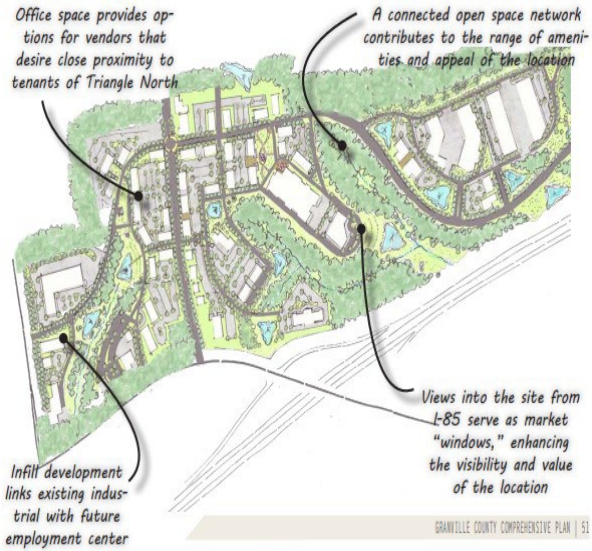 Office space provides op-
tions for vendors that
desire close proximity to
tenants of Triangle North
A connected open space network
contributes to the range of ameni-
ties and appeal of the location
Views into the site from
I-85 serve as market
“windows,” enhancing
the visibility and value
of the location
Infill development
links existing indus-
trial with future
employment center
GRANVILLE COUNTY COMPREHENSIVE PLAN | 51